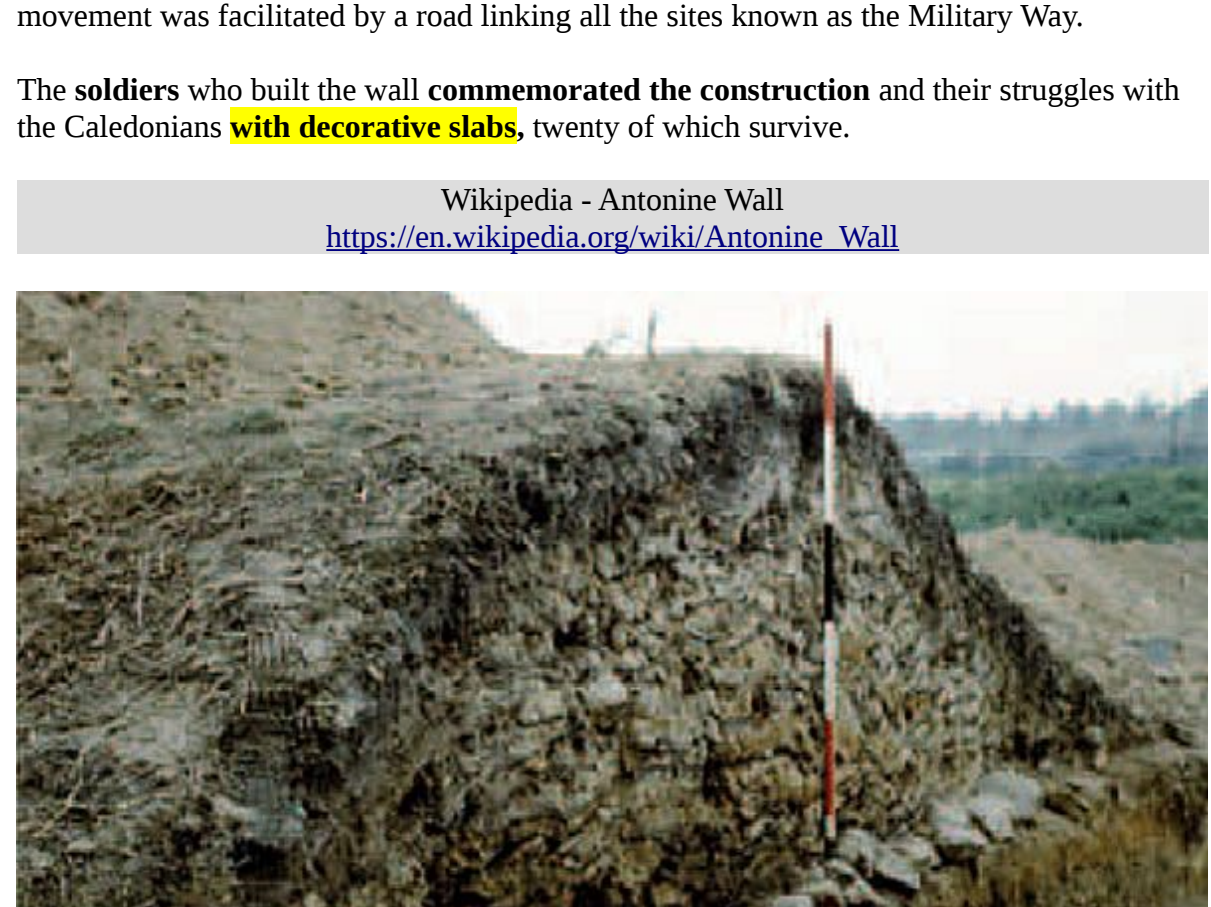 movement was facilitated by a road linking all the sites known as the Military Way.
The soldiers who built the wall commemorated the construction and their struggles with
the Caledonians with decorative slabs, twenty of which survive.
Wikipedia - Antonine Wall
https://en.wikipedia.org/wiki/Antonine_Wall